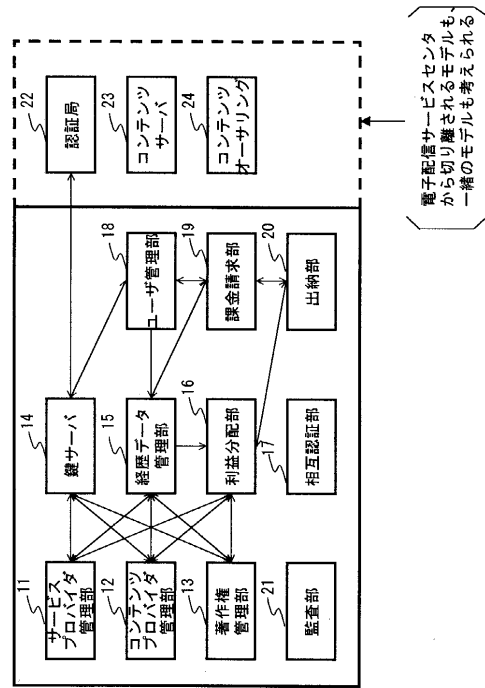 11
サービス
プロバイダ
管理部
12
コンテンツ
プロバイダ
管理部
13
著作権
管理部
21
監査部
14
鍵サーバ
15
経歴データ
管理部
16
利益分配部
17
相互認証部
18
ユーザ管理部
19
課金請求部
20
出納部
22
認証局
23
コンテンツ
サーバ
24
コンテンツ
オーサリング
電子配信サービスセンタ
から切り離されるモデルも、
一緒のモデルも考えられる